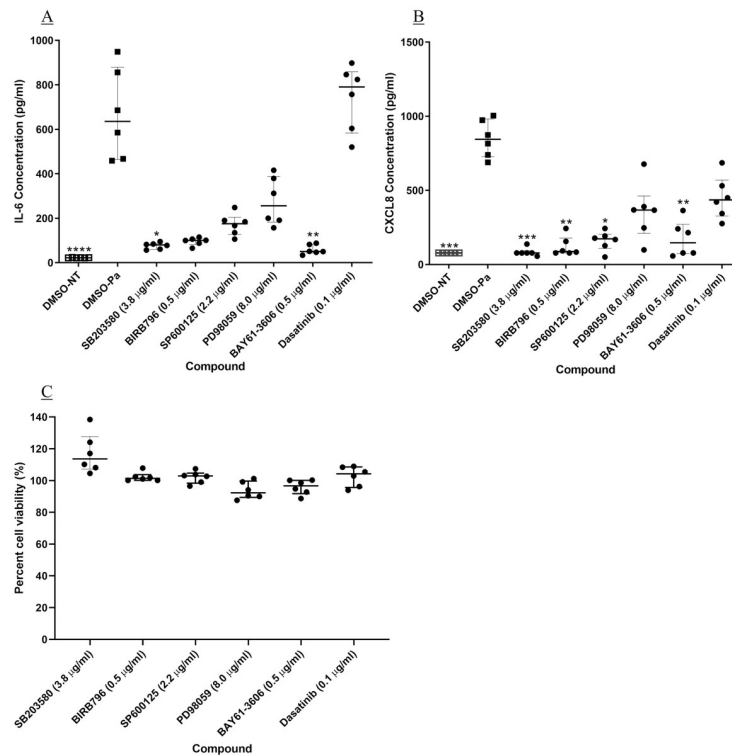 A
IL-6 Concentration (pg/ml)
1000
800
600
400
200
0
****
*
**
DMSO-NT
DMSO-Pa
SB203580 (3.8 μg/ml)
BIRB796 (0.5 μg/ml)
SP600125 (2.2 μg/ml)
PD98059 (8.0 μg/ml)
BAY61-3606 (0.5 μg/ml)
Dasatinib (0.1 μg/ml)
Compound
B
CXCL8 Concentration (pg/ml)
1500
1000
500
0
***
***
**
*
**
DMSO-NT
DMSO-Pa
SB203580 (3.8 μg/ml)
BIRB796 (0.5 μg/ml)
SP600125 (2.2 μg/ml)
PD98059 (8.0 μg/ml)
BAY61-3606 (0.5 μg/ml)
Dasatinib (0.1 μg/ml)
Compound
C
Percent cell viability (%)
140
120
100
80
60
40
20
0
SB203580 (3.8 μg/ml)
BIRB796 (0.5 μg/ml)
SP600125 (2.2 μg/ml)
PD98059 (8.0 μg/ml)
BAY61-3606 (0.5 μg/ml)
Dasatinib (0.1 μg/ml)
Compound